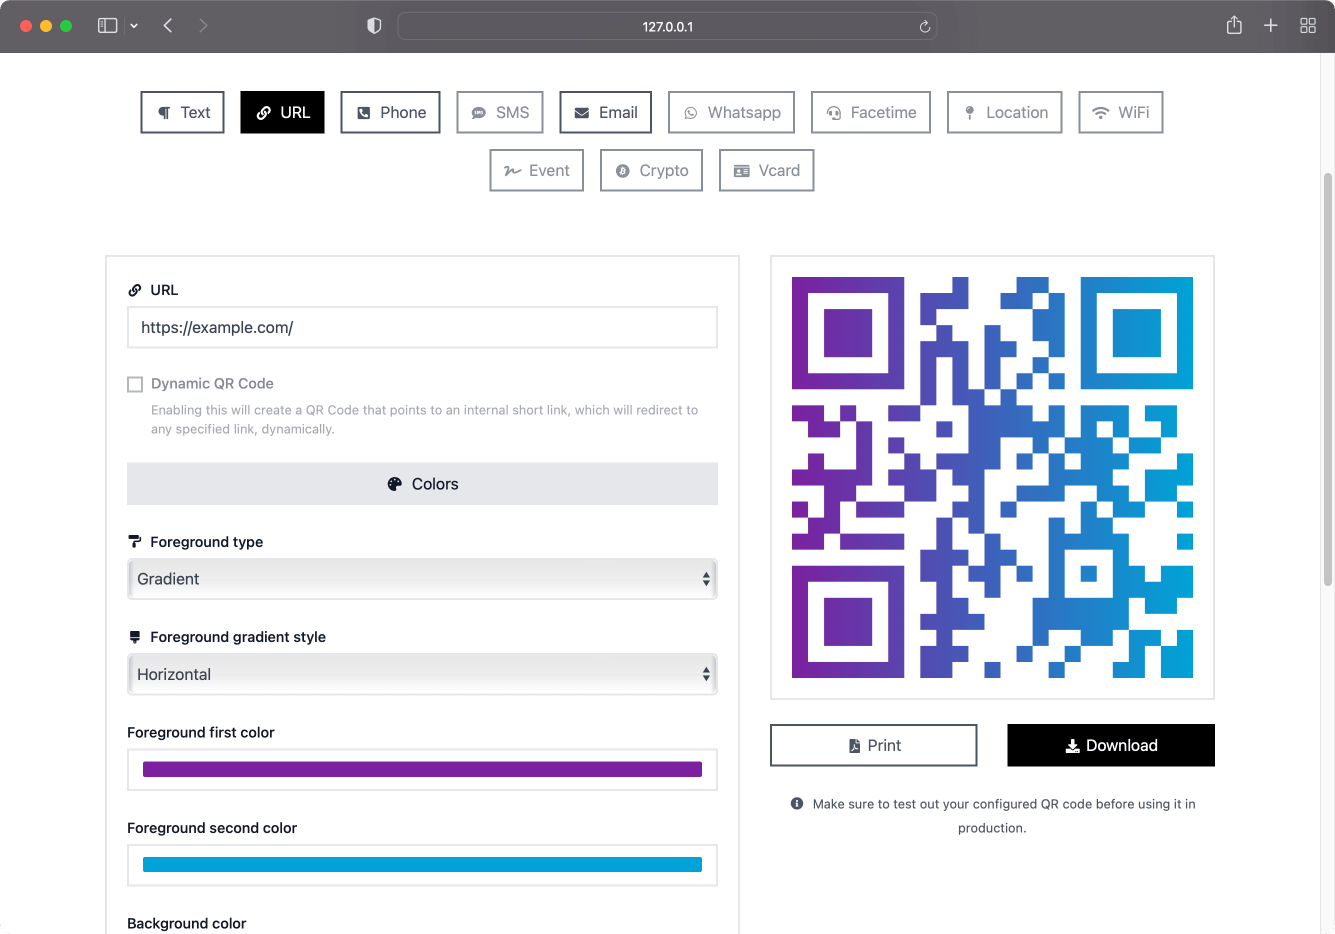 127.0.0.1
Text URL Phone SMS Email Whatsapp Facetime Location WiFi
Event Crypto Vcard
URL
https://example.com/
Dynamic QR Code
Enabling this will create a QR Code that points to an internal short link, which will redirect to
any specified link, dynamically.
Colors
Foreground type
Gradient
Foreground gradient style
Horizontal
Foreground first color
Foreground second color
Background color
Print Download
Make sure to test out your configured QR code before using it in
production.